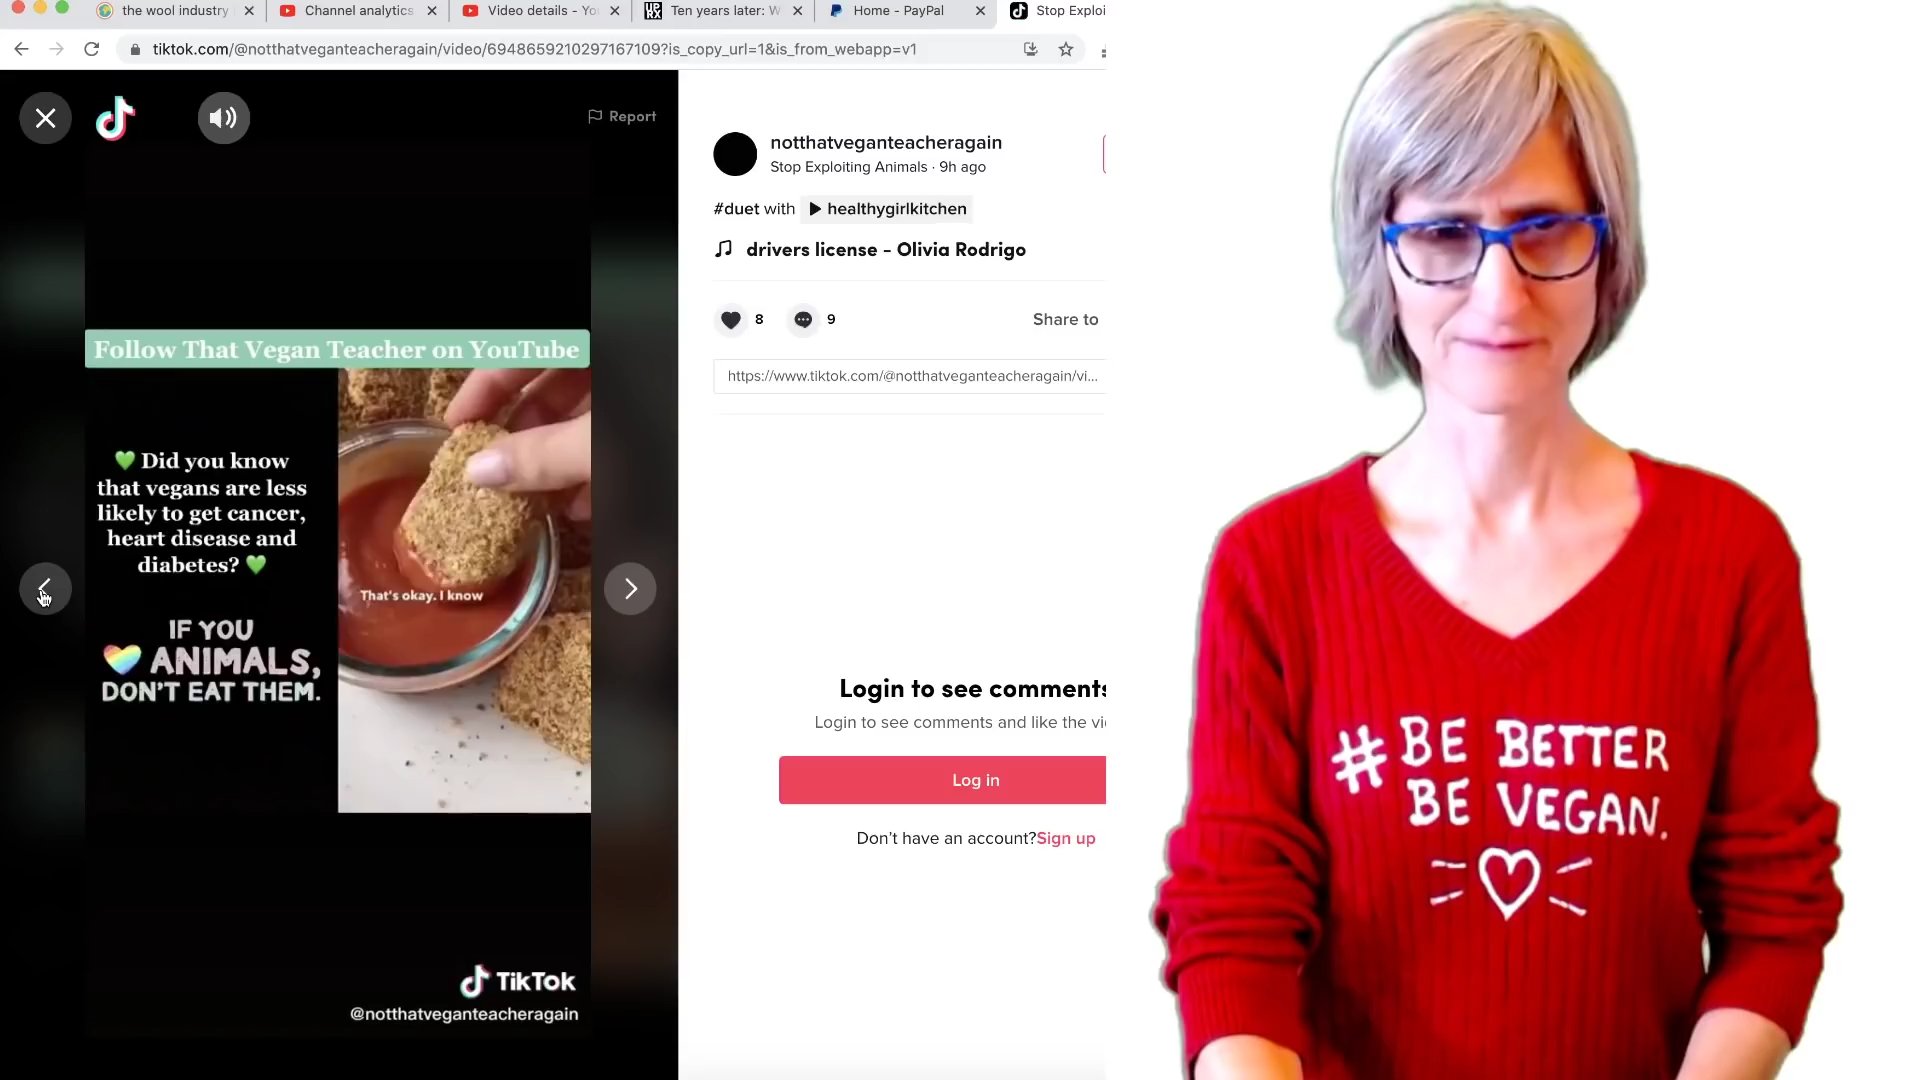 the wool industry
Channel analytics
Video details - Yo
UP
RX
Ten years later: W
Home - PayPal
Stop Exploi
tiktok.com/@notthatveganteacheragain/video/6948659210297167109?is_copy_url=1&is_from_webapp=v1
Report
Follow That Vegan Teacher on YouTube
💚 Did you know
that vegans are less
likely to get cancer,
heart disease and
diabetes? 💚
IF YOU
ANIMALS,
DON'T EAT THEM.
That's okay. I know
TikTok
@notthatveganteacheragain
notthatveganteacheragain
Stop Exploiting Animals · 9h ago
#duet with ▶ healthygirlkitchen
drivers license - Olivia Rodrigo
8
9
Share to
https://www.tiktok.com/@notthatveganteacheragain/vi...
Login to see comments
Login to see comments and like the vi
Log in
Don't have an account?Sign up
#BE BETTER
BE VEGAN.